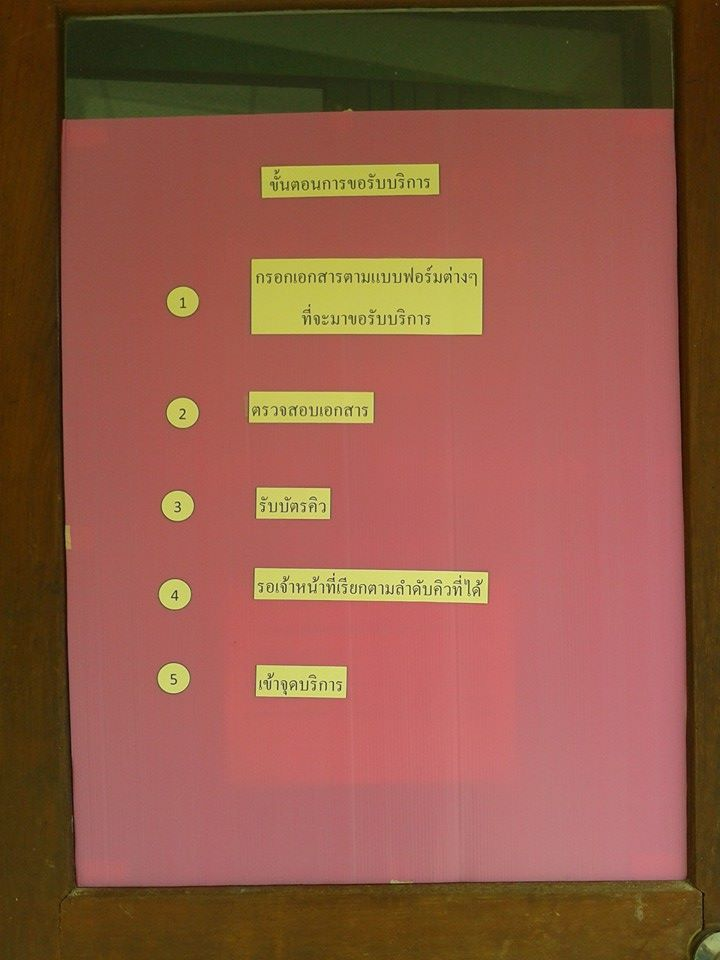 ขั้นตอนการขอรับบริการ
1 กรอกเอกสารตามแบบฟอร์มต่างๆ
ที่จะมาขอรับบริการ
2 ตรวจสอบเอกสาร
3 รับบัตรคิว
4 รอเจ้าหน้าที่เรียกตามลำดับคิวที่ได้
5 เข้าจุดบริการ